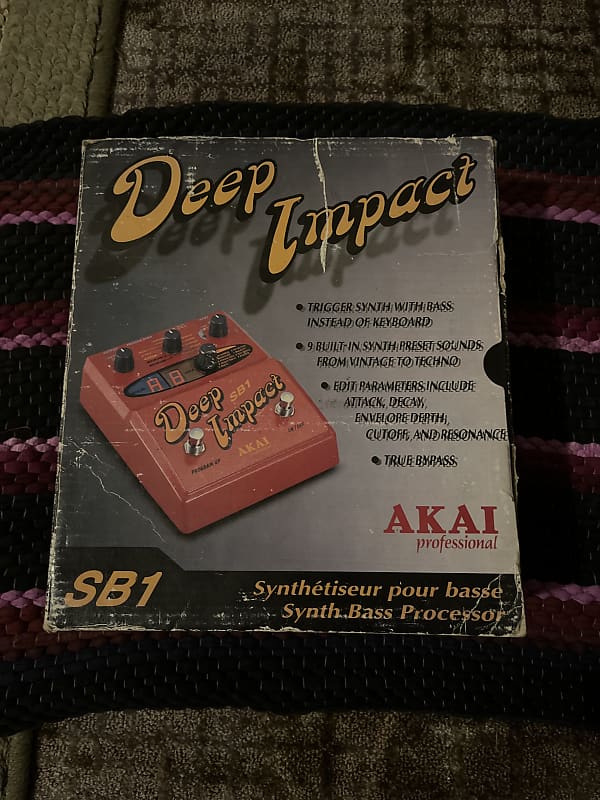 Deep
Impact
• TRIGGER SYNTH WITH BASS
INSTEAD OF KEYBOARD
• 9 BUILT-IN SYNTH PRESET SOUNDS
FROM VINTAGE TO TECHNO
• EDIT PARAMETERS INCLUDE
ATTACK, DECAY,
ENVELOPE DEPTH,
CUTOFF, AND RESONANCE
• TRUE BYPASS
SB1
Deep
Impact
AKAI
PROGRAM UP
AKAI
professional
SB1
Synthétiseur pour basse
Synth Bass Processor